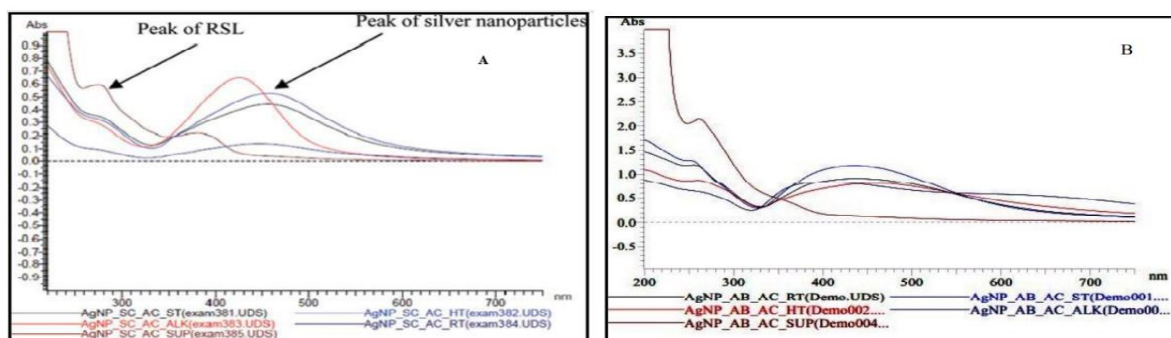 Abs
Peak of RSL
Peak of silver nanoparticles
A
0.9
0.8
0.7
0.6
0.5
0.4
0.3
0.2
0.1
0.0
-0.1
-0.2
-0.3
-0.4
-0.5
-0.6
-0.7
-0.8
-0.9
300 400 500 600 700 nm
AgNP_SC_AC_ST(exam381.UDS) AgNP_SC_AC_HT(exam382.UDS)
AgNP_SC_AC_ALK(exam383.UDS) AgNP_SC_AC_RT(exam384.UDS)
AgNP_SC_AC_SUP(exam385.UDS)
Abs
B
3.5
3.0
2.5
2.0
1.5
1.0
0.5
0.0
-0.5
200 300 400 500 600 700 nm
AgNP_AB_AC_RT(Demo.UDS) AgNP_AB_AC_ST(Demo001....
AgNP_AB_AC_HT(Demo002.... AgNP_AB_AC_ALK(Demo00...
AgNP_AB_AC_SUP(Demo004...